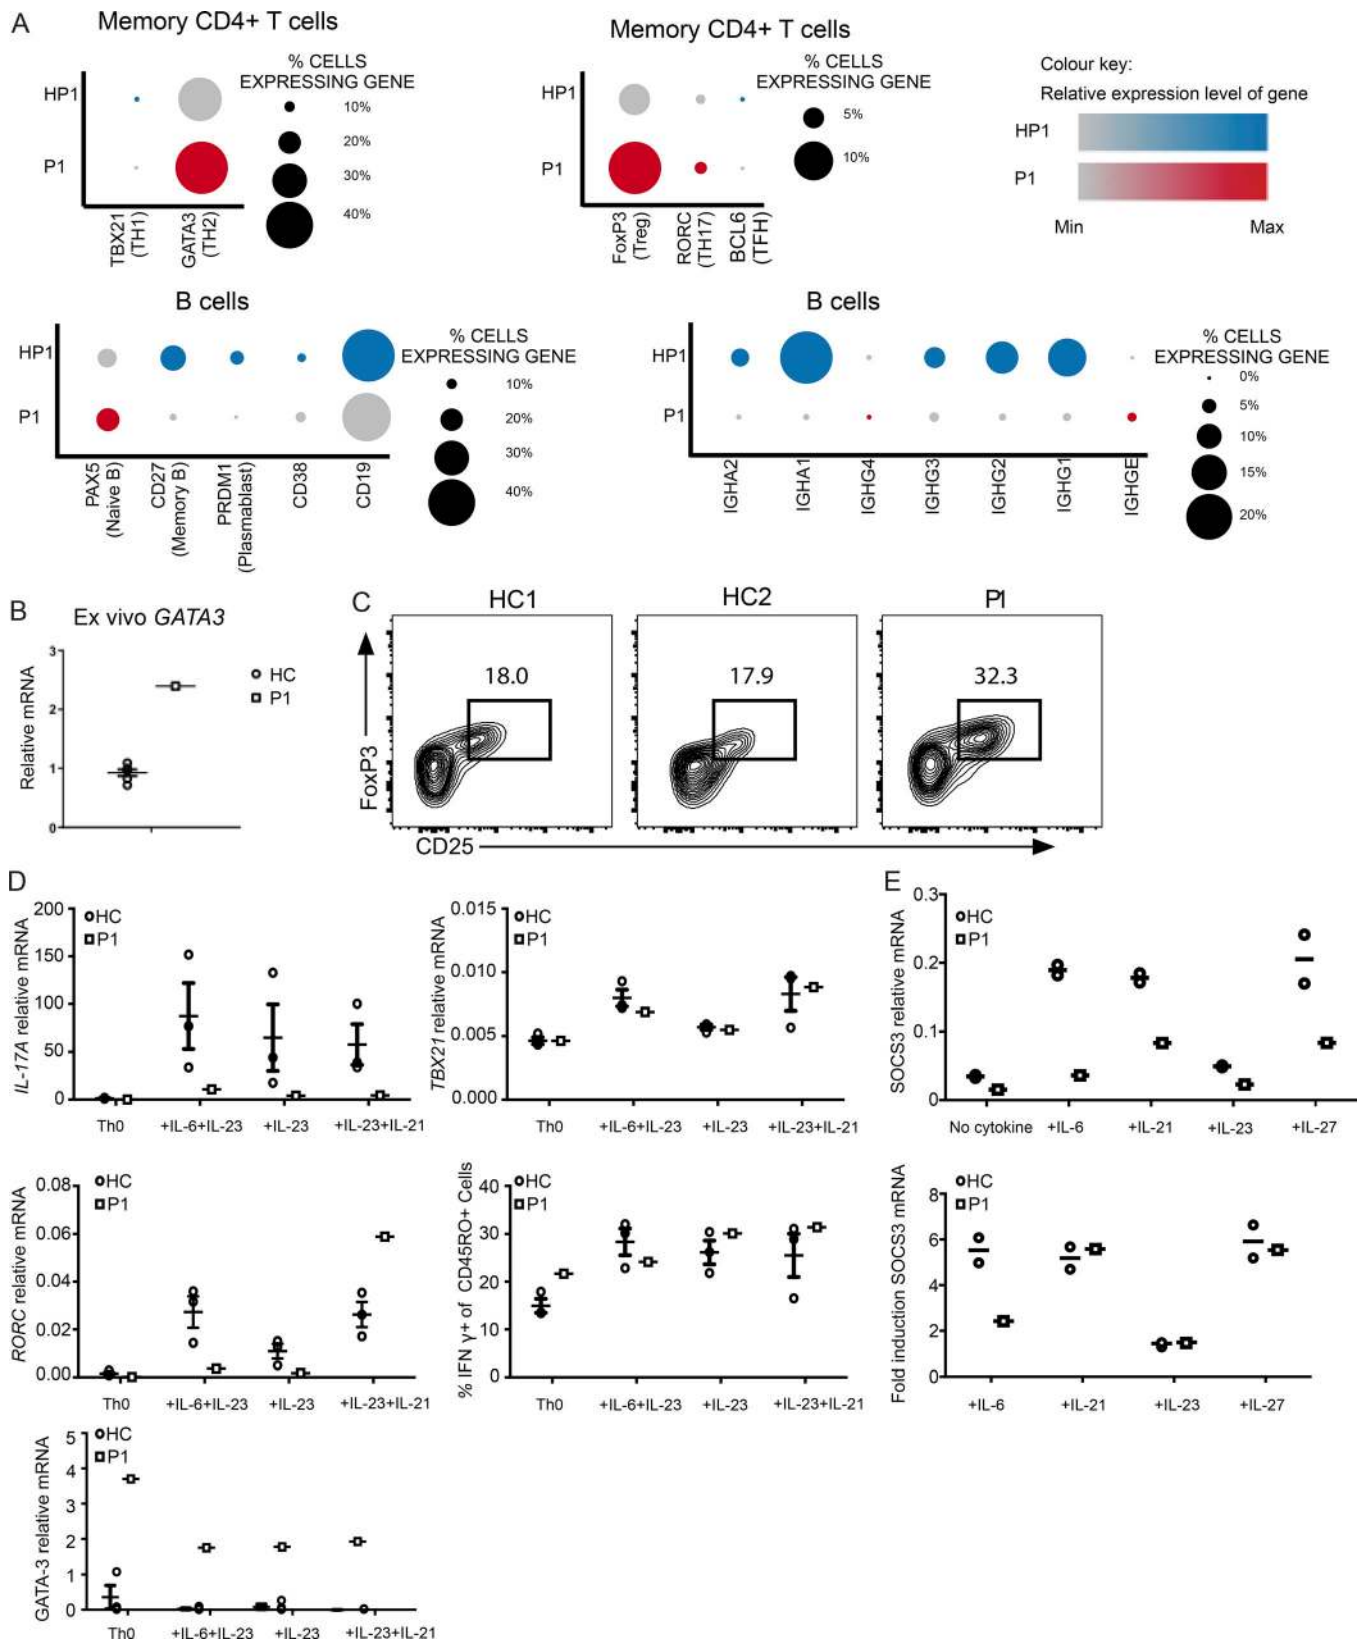 A
Memory CD4+ T cells
HP1
P1
TBX21
(TH1)
GATA3
(TH2)
% CELLS
EXPRESSING GENE
10%
20%
30%
40%
Memory CD4+ T cells
HP1
P1
FoxP3
(Treg)
RORC
(TH17)
BCL6
(TFH)
% CELLS
EXPRESSING GENE
5%
10%
Colour key:
Relative expression level of gene
HP1
P1
Min
Max
B cells
HP1
P1
PAX5
(Naive B)
CD27
(Memory B)
PRDM1
(Plasmablast)
CD38
CD19
% CELLS
EXPRESSING GENE
10%
20%
30%
40%
B cells
HP1
P1
IGHA2
IGHA1
IGHG4
IGHG3
IGHG2
IGHG1
IGHGE
% CELLS
EXPRESSING GENE
0%
5%
10%
15%
20%
B
Ex vivo GATA3
Relative mRNA
3
2
1
0
HC
P1
C
HC1
HC2
P1
18.0
17.9
32.3
FoxP3
CD25
D
IL-17A relative mRNA
200
150
100
50
0
HC
P1
Th0
+IL-6+IL-23
+IL-23
+IL-23+IL-21
TBX21 relative mRNA
0.015
0.010
0.005
0.000
HC
P1
Th0
+IL-6+IL-23
+IL-23
+IL-23+IL-21
E
SOCS3 relative mRNA
0.3
0.2
0.1
0
HC
P1
No cytokine
+IL-6
+IL-21
+IL-23
+IL-27
RORC relative mRNA
0.08
0.06
0.04
0.02
0.00
HC
P1
Th0
+IL-6+IL-23
+IL-23
+IL-23+IL-21
% IFN γ+ of CD45RO+ Cells
40
30
20
10
0
HC
P1
Th0
+IL-6+IL-23
+IL-23
+IL-23+IL-21
Fold induction SOCS3 mRNA
8
6
4
2
0
HC
P1
+IL-6
+IL-21
+IL-23
+IL-27
GATA-3 relative mRNA
5
4
3
2
1
0
HC
P1
Th0
+IL-6+IL-23
+IL-23
+IL-23+IL-21